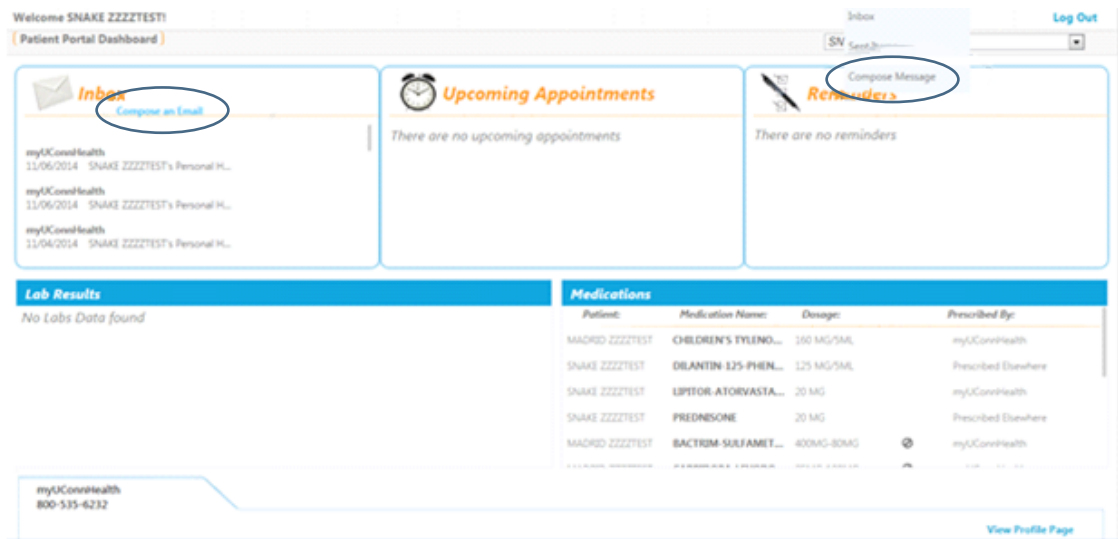 Welcome SNAKE ZZZZTEST!
Inbox
Log Out
{ Patient Portal Dashboard }
SN
Compose Message
Inbox
Compose an Email
Upcoming Appointments
Reminders
There are no upcoming appointments
There are no reminders
myUConnHealth
11/06/2014 SNAKE ZZZZTEST's Personal H...
myUConnHealth
11/06/2014 SNAKE ZZZZTEST's Personal H...
myUConnHealth
11/04/2014 SNAKE ZZZZTEST's Personal H...
Lab Results
No Labs Data found
Medications
Patient: Medication Name: Dosage: Prescribed By:
MADRID ZZZZTEST CHILDREN'S TYLENO... 160 MG/5ML myUConnHealth
SNAKE ZZZZTEST DILANTIN-125-PHEN... 125 MG/5ML Prescribed Elsewhere
SNAKE ZZZZTEST LIPITOR-ATORVASTA... 20 MG myUConnHealth
SNAKE ZZZZTEST PREDNISONE 20 MG Prescribed Elsewhere
MADRID ZZZZTEST BACTRIM-SULFAMET... 400MG-80MG myUConnHealth
myUConnHealth
800-535-6232
View Profile Page